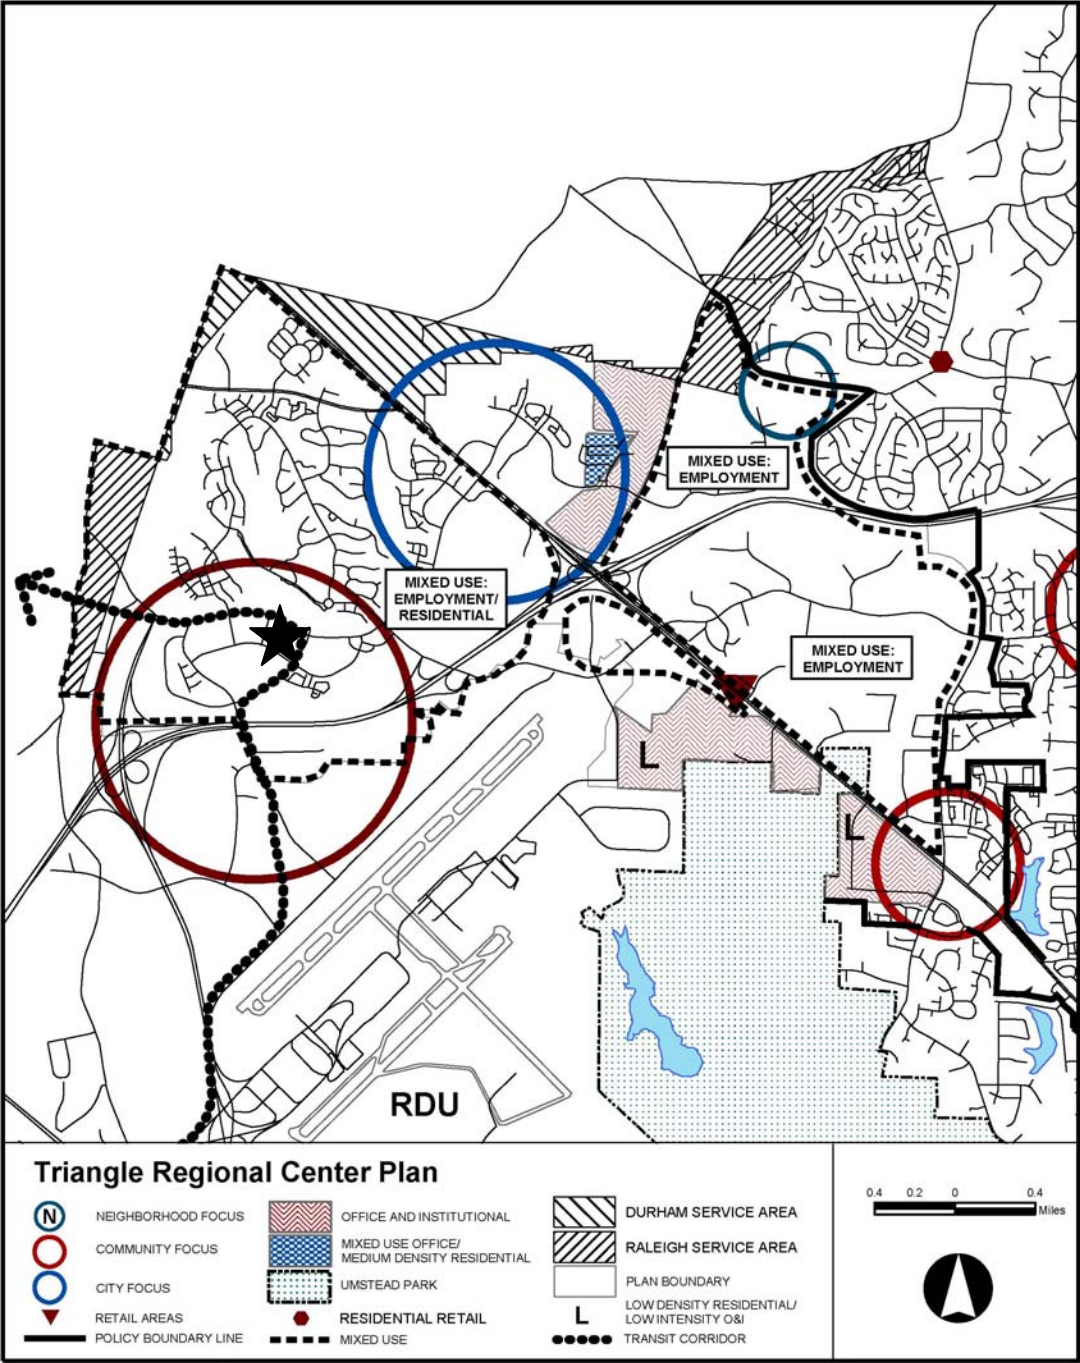 MIXED USE:
EMPLOYMENT
MIXED USE:
EMPLOYMENT/
RESIDENTIAL
MIXED USE:
EMPLOYMENT
L
L
RDU
Triangle Regional Center Plan
N
NEIGHBORHOOD FOCUS
COMMUNITY FOCUS
CITY FOCUS
RETAIL AREAS
POLICY BOUNDARY LINE
OFFICE AND INSTITUTIONAL
MIXED USE OFFICE/
MEDIUM DENSITY RESIDENTIAL
UMSTEAD PARK
RESIDENTIAL RETAIL
MIXED USE
DURHAM SERVICE AREA
RALEIGH SERVICE AREA
PLAN BOUNDARY
L
LOW DENSITY RESIDENTIAL/
LOW INTENSITY O&I
TRANSIT CORRIDOR
0.4 0.2 0 0.4
Miles